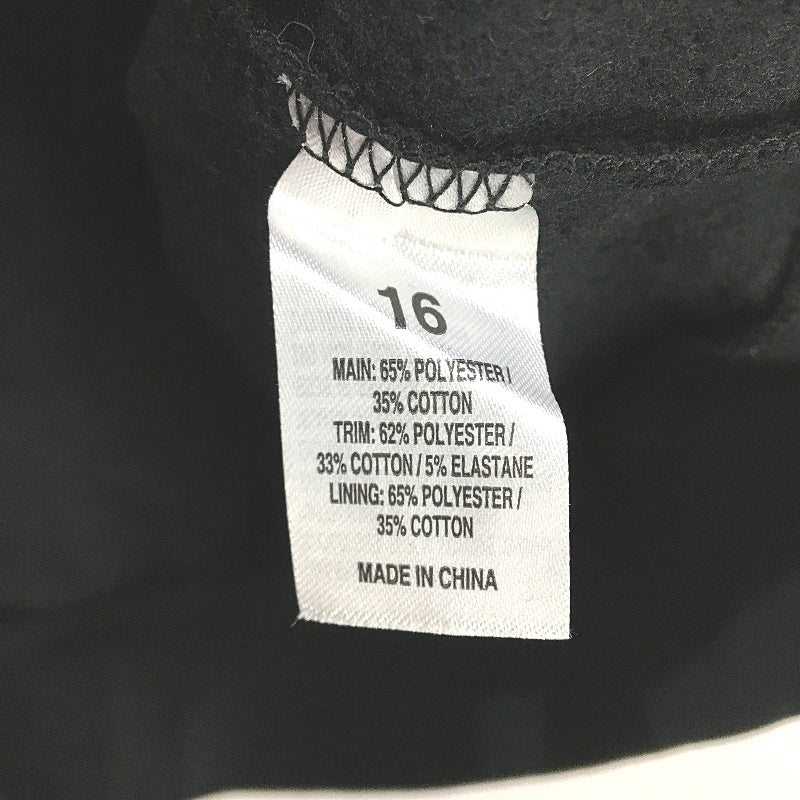 16
MAIN: 65% POLYESTER /
35% COTTON
TRIM: 62% POLYESTER /
33% COTTON / 5% ELASTANE
LINING: 65% POLYESTER /
35% COTTON
MADE IN CHINA